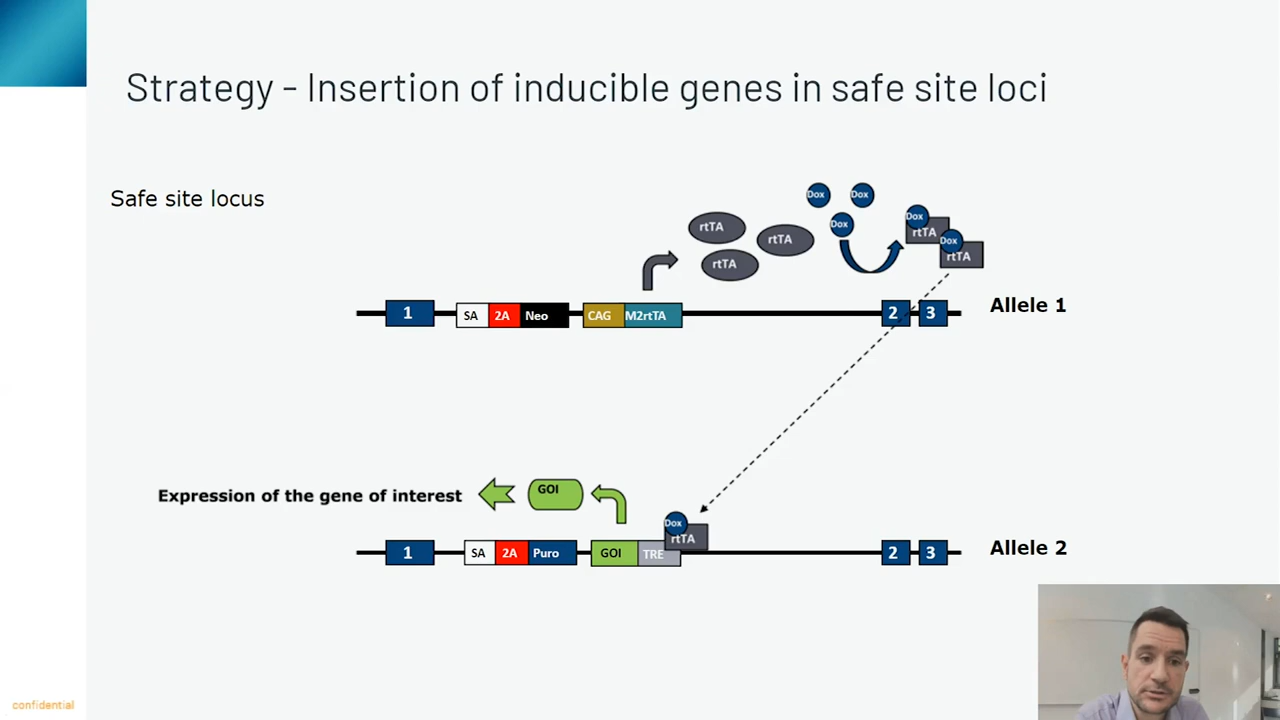 Strategy - Insertion of inducible genes in safe site loci
Safe site locus
Dox
Dox
Dox
rtTA
rtTA
rtTA
Dox
rtTA
Dox
rtTA
1
SA
2A
Neo
CAG
M2rtTA
2
3
Allele 1
Expression of the gene of interest
GOI
Dox
rtTA
1
SA
2A
Puro
GOI
TRE
2
3
Allele 2
confidential